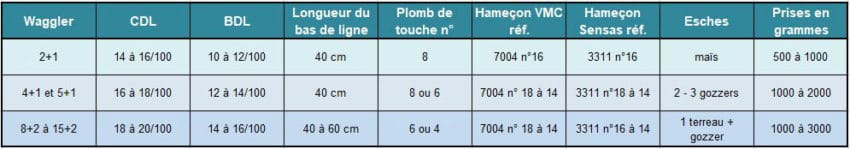 Waggler CDL BDL Longueur du bas de ligne Plomb de touche n° Hameçon VMC réf. Hameçon Sensas réf. Esches Prises en grammes
2+1 14 à 16/100 10 à 12/100 40 cm 8 7004 n°16 3311 n°16 maïs 500 à 1000
4+1 et 5+1 16 à 18/100 12 à 14/100 40 cm 8 ou 6 7004 n° 18 à 14 3311 n° 18 à 14 2 - 3 gozzers 1000 à 2000
8+2 à 15+2 18 à 20/100 14 à 16/100 40 à 60 cm 6 ou 4 7004 n° 18 à 14 3311 n°16 à 14 1 terreau + gozzer 1000 à 3000